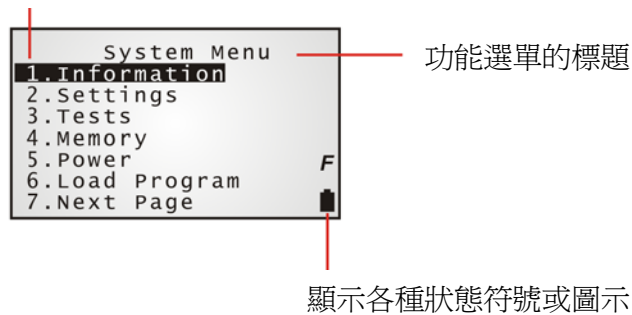 System Menu
功能選單的標題
1.Information
2.Settings
3.Tests
4.Memory
5.Power
F
6.Load Program
7.Next Page
顯示各種狀態符號或圖示